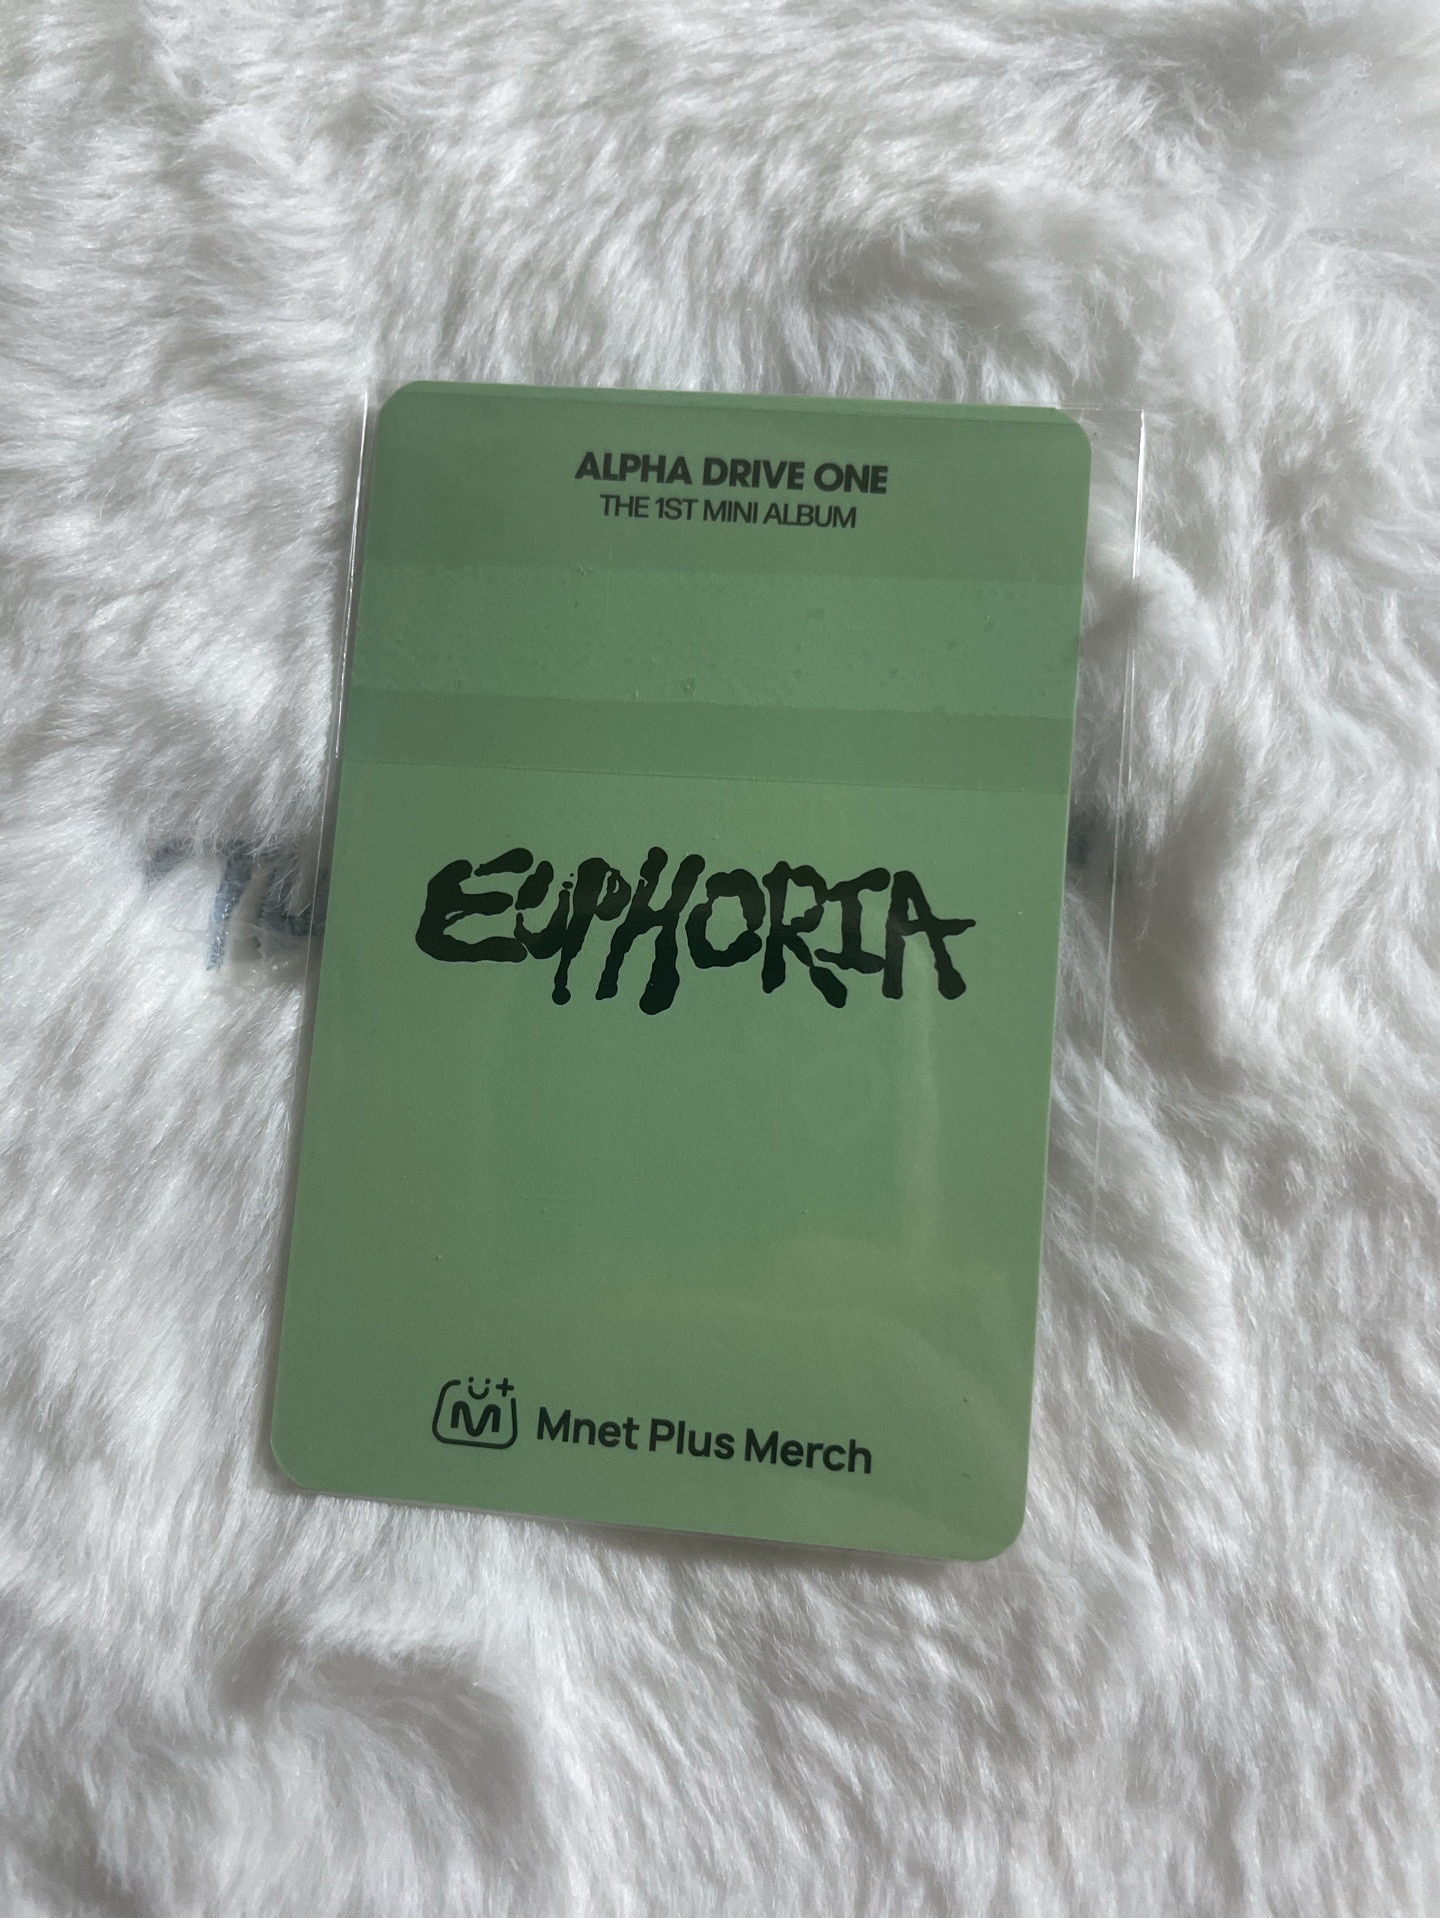 ALPHA DRIVE ONE
THE 1ST MINI ALBUM
EUPHORIA
Mnet Plus Merch